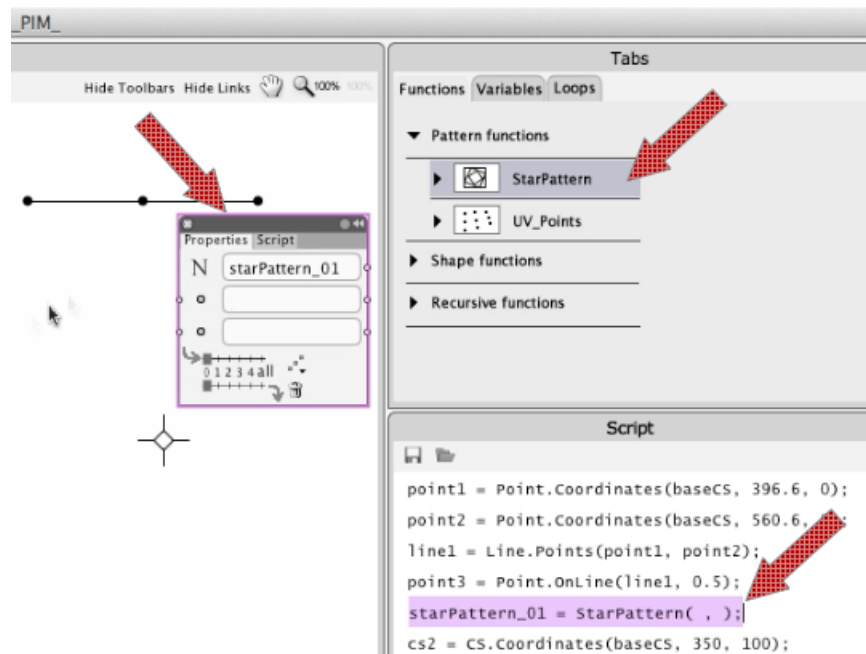 _PIM_
Hide Toolbars Hide Links 100% 100%
Properties Script
N starPattern_01
0 1 2 3 4 all
Tabs
Functions Variables Loops
Pattern functions
StarPattern
UV_Points
Shape functions
Recursive functions
Script
point1 = Point.Coordinates(baseCS, 396.6, 0);
point2 = Point.Coordinates(baseCS, 560.6, ;
line1 = Line.Points(point1, point2);
point3 = Point.OnLine(line1, 0.5);
starPattern_01 = StarPattern( , );
cs2 = CS.Coordinates(baseCS, 350, 100);